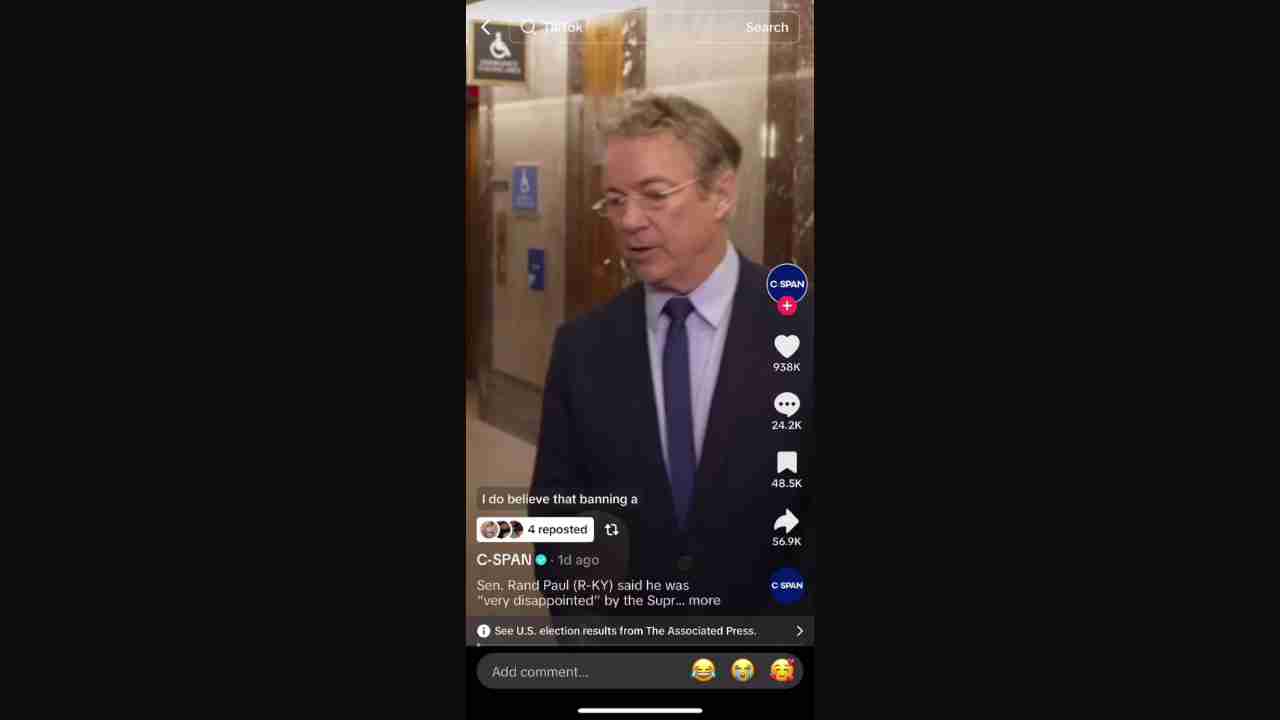 TikTok
Search
C-SPAN
938K
24.2K
48.5K
56.9K
I do believe that banning a
4 reposted
C-SPAN · 1d ago
Sen. Rand Paul (R-KY) said he was
"very disappointed" by the Supr... more
C-SPAN
See U.S. election results from The Associated Press.
Add comment...